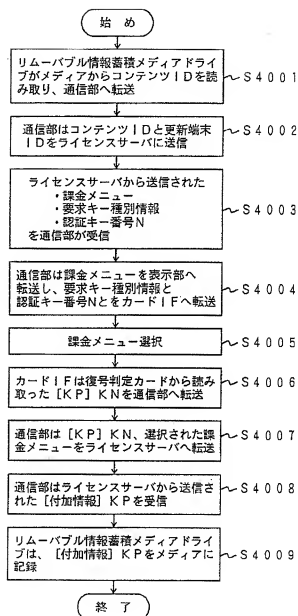 始め
リムーバブル情報蓄積メディアドライ
ブがメディアからコンテンツIDを読
み取り、通信部へ転送
S4001
通信部はコンテンツIDと更新端末
IDをライセンスサーバに送信
S4002
ライセンスサーバから送信された
・課金メニュー
・要求キー種別情報
・認証キー番号N
を通信部が受信
S4003
通信部は課金メニューを表示部へ
転送し、要求キー種別情報と
認証キー番号NとをカードIFへ転送
S4004
課金メニュー選択
S4005
カードIFは復号判定カードから読み
取った[KP]KNを通信部へ転送
S4006
通信部は[KP]KN、選択された課
金メニューをライセンスサーバへ転送
S4007
通信部はライセンスサーバから送信さ
れた[付加情報]KPを受信
S4008
リムーバブル情報蓄積メディアドライ
ブは、[付加情報]KPをメディアに
記録
S4009
終了